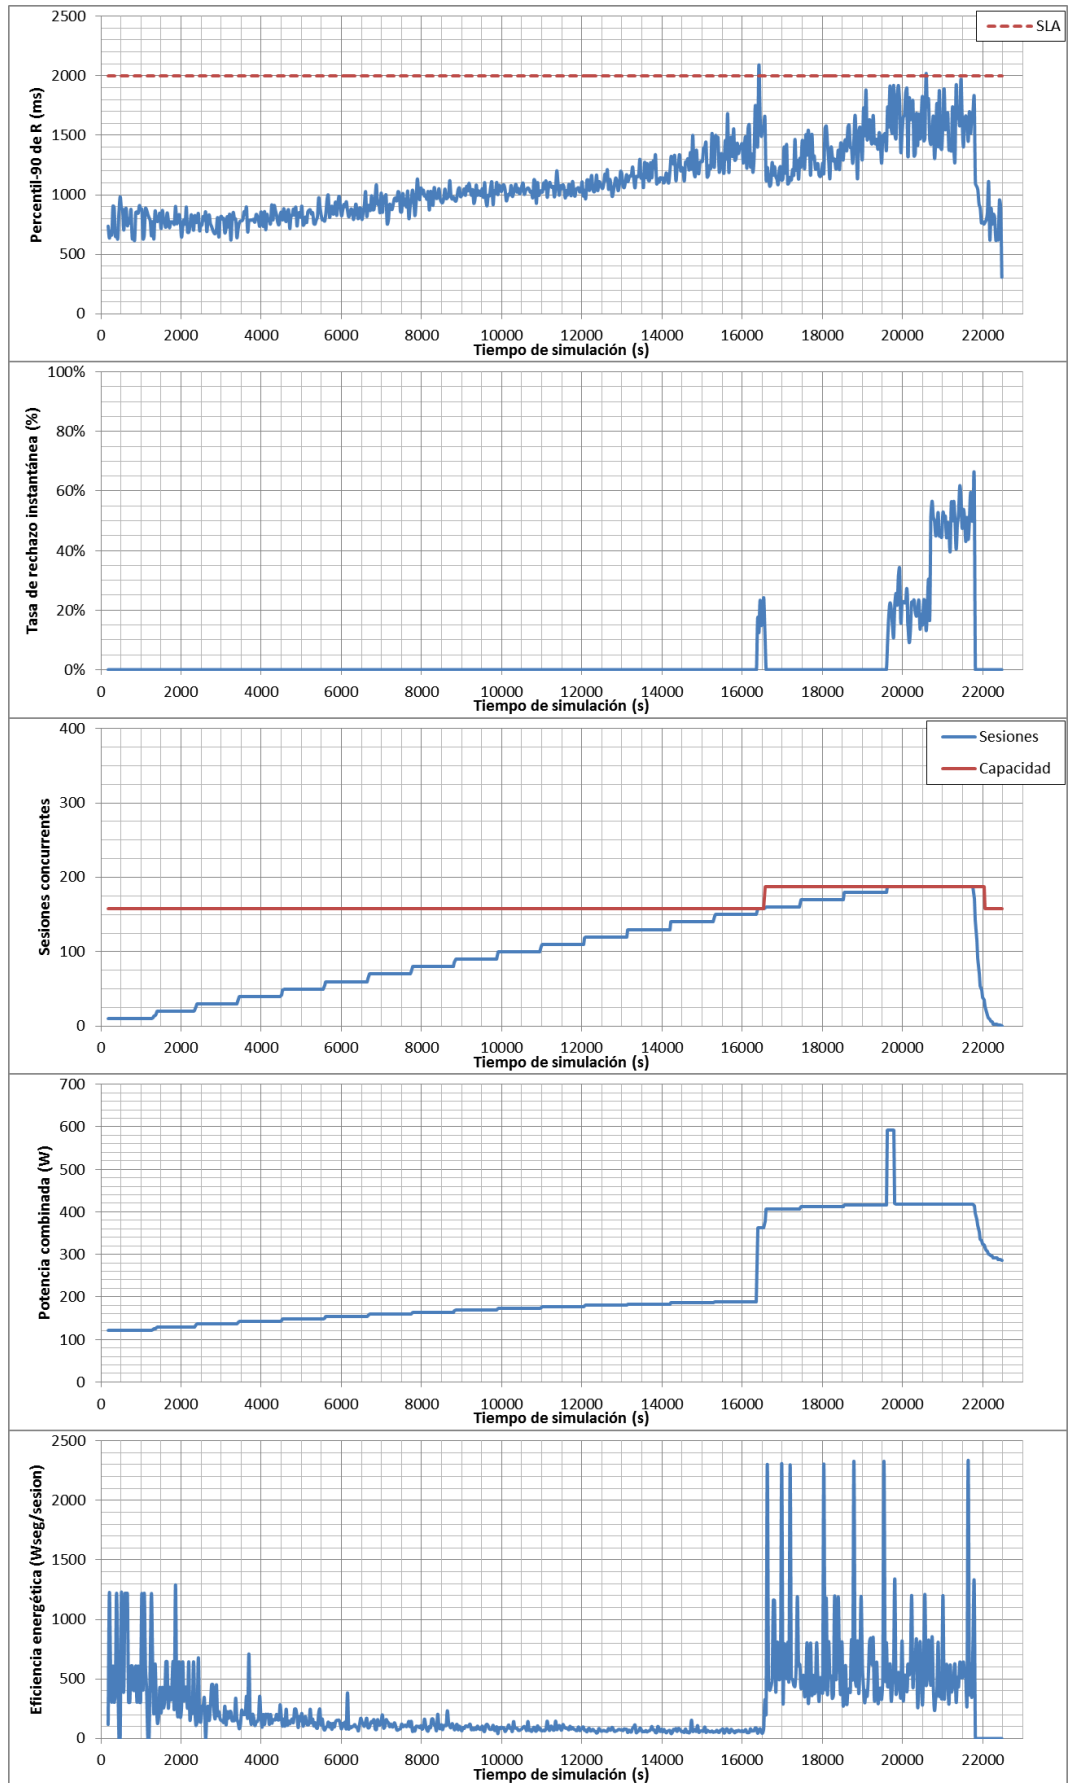 2500
SLA
2000
1500
1000
500
0
Percentil-90 de R (ms)
0 2000 4000 6000 8000 10000 12000 14000 16000 18000 20000 22000
Tiempo de simulación (s)
100%
80%
60%
40%
20%
0%
Tasa de rechazo instantánea (%)
0 2000 4000 6000 8000 10000 12000 14000 16000 18000 20000 22000
Tiempo de simulación (s)
400
Sesiones
Capacidad
300
200
100
0
Sesiones concurrentes
0 2000 4000 6000 8000 10000 12000 14000 16000 18000 20000 22000
Tiempo de simulación (s)
700
600
500
400
300
200
100
0
Potencia combinada (W)
0 2000 4000 6000 8000 10000 12000 14000 16000 18000 20000 22000
Tiempo de simulación (s)
2500
2000
1500
1000
500
0
Eficiencia energética (Wseg/sesion)
0 2000 4000 6000 8000 10000 12000 14000 16000 18000 20000 22000
Tiempo de simulación (s)